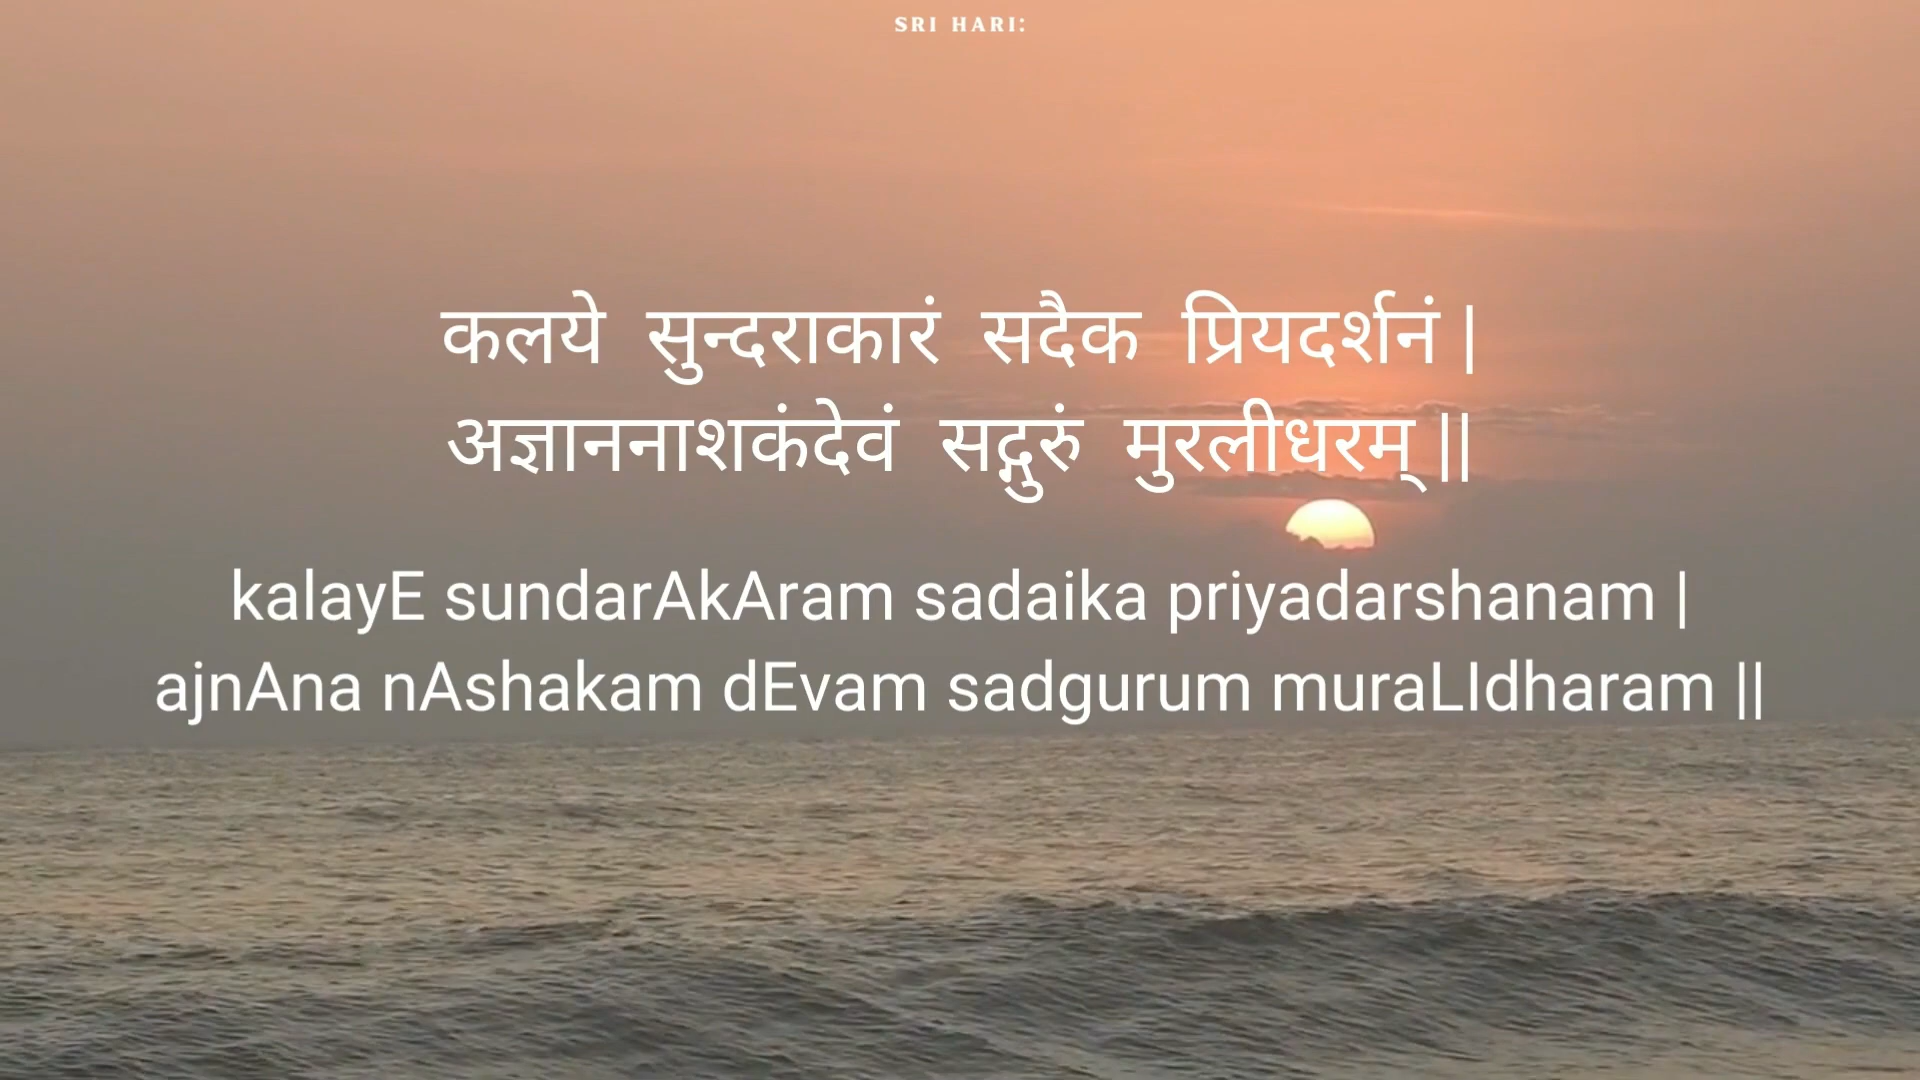 SRI HARI:
कलये सुन्दराकारं सदैक प्रियदर्शनं |
अज्ञाननाशकंदेवं सद्गुरुं मुरलीधरम् ||
kalayE sundarAkAram sadaika priyadarshanam |
ajnAna nAshakam dEvam sadgurum muraLIdharam ||